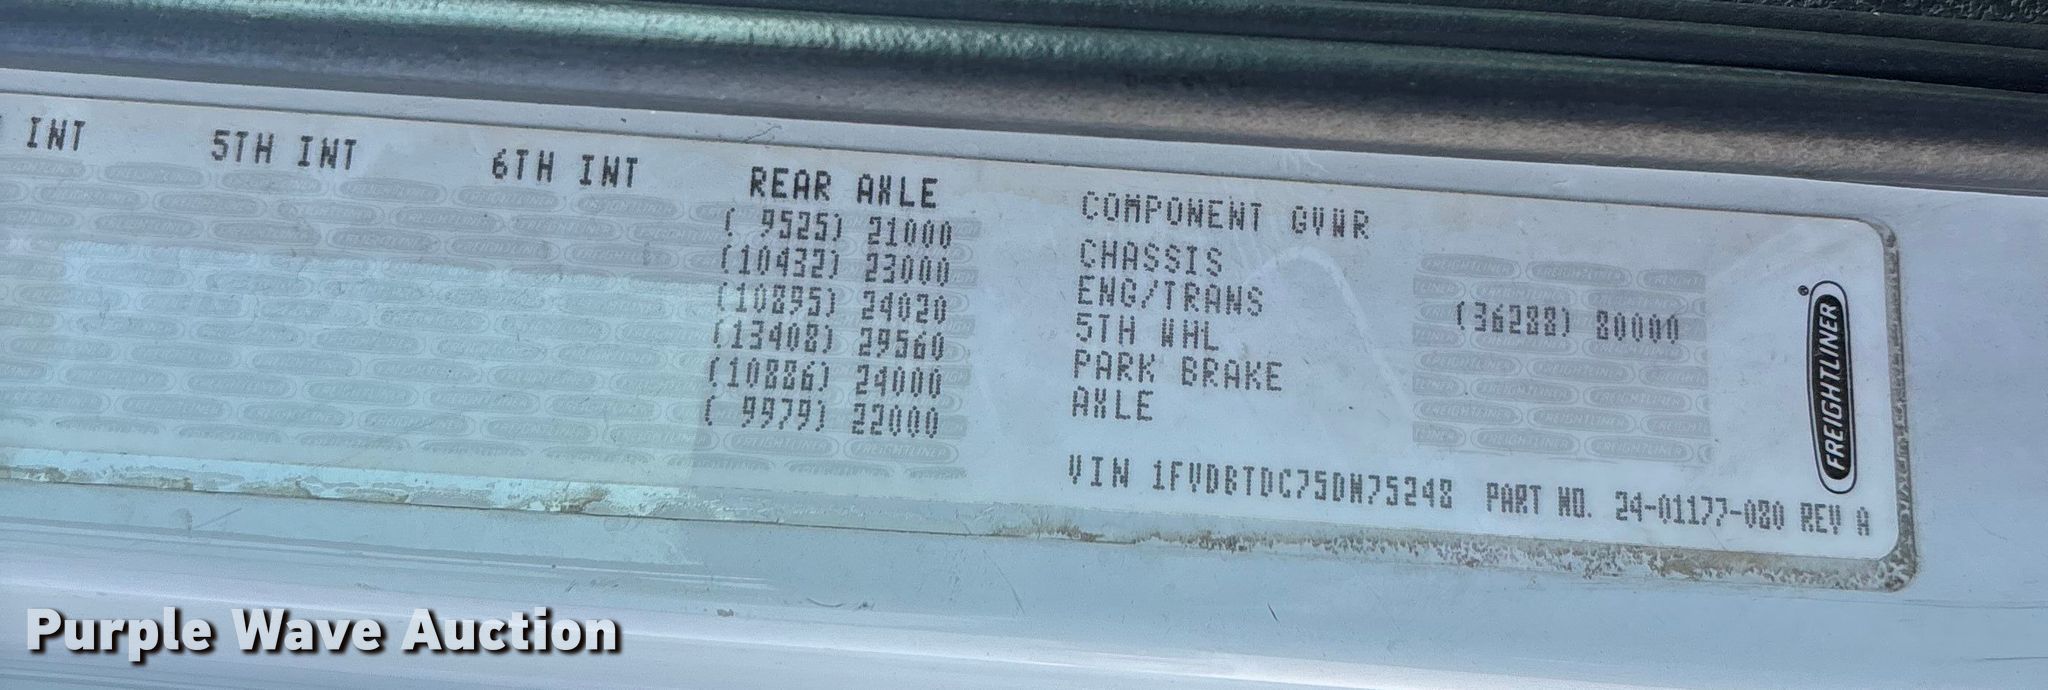 INT 5TH INT 6TH INT REAR AXLE COMPONENT GVWR
( 9525) 21000 CHASSIS
(10432) 23000 ENG/TRANS (36288) 80000
(10895) 24020 5TH WHL
(13408) 29560 PARK BRAKE
(10886) 24000 AXLE
( 9979) 22000
VIN 1FVDBTDC75DN75248 PART NO. 24-01177-080 REV A
FREIGHTLINER
Purple Wave Auction